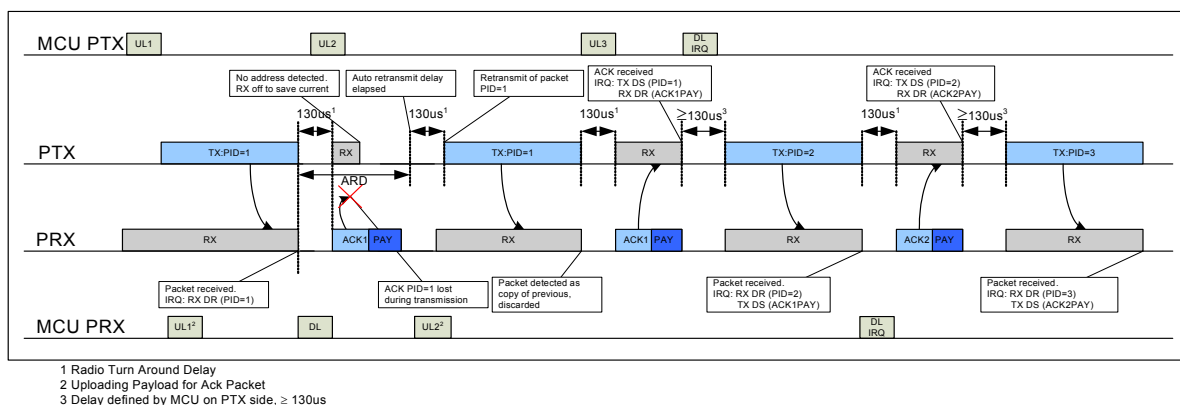 MCU PTX
UL1
UL2
UL3
DL
IRQ
No address detected.
RX off to save current
Auto retransmit delay
elapsed
Retransmit of packet
PID=1
ACK received
IRQ: TX DS (PID=1)
RX DR (ACK1PAY)
ACK received
IRQ: TX DS (PID=2)
RX DR (ACK2PAY)
130us¹
130us¹
130us¹
≥130us³
130us¹
≥130us³
PTX
TX:PID=1
RX
TX:PID=1
RX
TX:PID=2
RX
TX:PID=3
ARD
PRX
RX
ACK1
PAY
RX
ACK1
PAY
RX
ACK2
PAY
RX
Packet received.
IRQ: RX DR (PID=1)
ACK PID=1 lost
during transmission
Packet detected as
copy of previous,
discarded
Packet received.
IRQ: RX DR (PID=2)
TX DS (ACK1PAY)
Packet received.
IRQ: RX DR (PID=3)
TX DS (ACK2PAY)
MCU PRX
UL1²
DL
UL2²
DL
IRQ
1 Radio Turn Around Delay
2 Uploading Payload for Ack Packet
3 Delay defined by MCU on PTX side, ≥ 130us